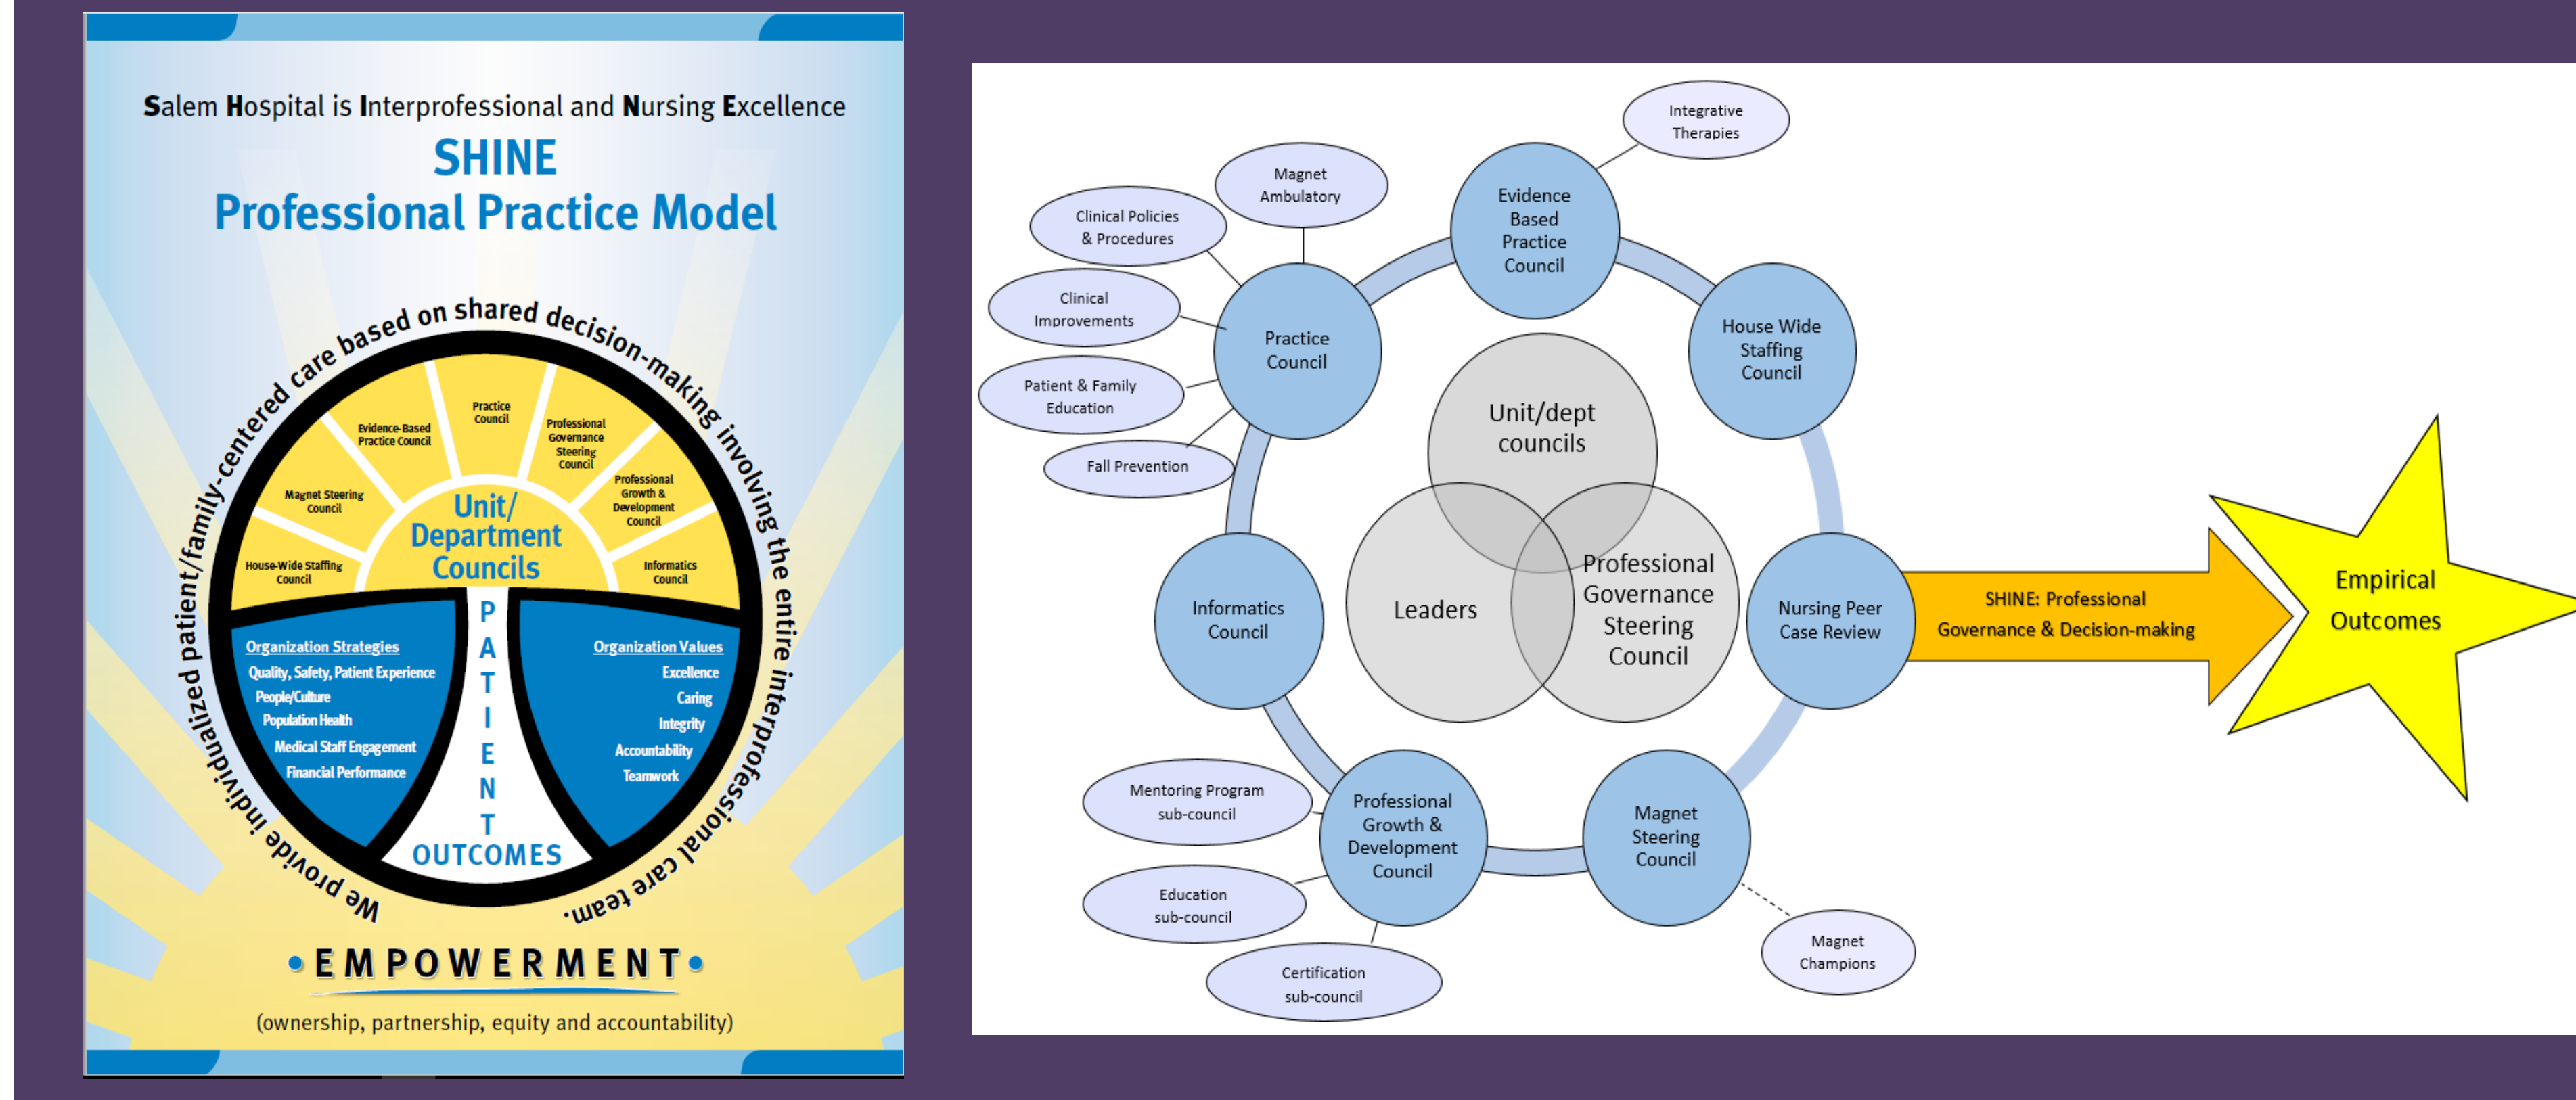 Salem Hospital is Interprofessional and Nursing Excellence
SHINE
Professional Practice Model
We provide individualized patient/family-centered care based on shared decision-making involving the entire interprofessional care team.
House-Wide Staffing
Council
Magnet Steering
Council
Evidence-Based
Practice Council
Practice
Council
Professional
Governance
Steering
Council
Professional
Growth &
Development
Council
Informatics
Council
Unit/
Department
Councils
Organization Strategies
Quality, Safety, Patient Experience
People/Culture
Population Health
Medical Staff Engagement
Financial Performance
PATIENT
OUTCOMES
Organization Values
Excellence
Caring
Integrity
Accountability
Teamwork
•EMPOWERMENT•
(ownership, partnership, equity and accountability)
Integrative
Therapies
Magnet
Ambulatory
Clinical Policies
& Procedures
Clinical
Improvements
Patient & Family
Education
Fall Prevention
Practice
Council
Evidence
Based
Practice
Council
House Wide
Staffing
Council
Unit/dept
councils
Leaders
Professional
Governance
Steering
Council
Informatics
Council
Nursing Peer
Case Review
SHINE: Professional
Governance & Decision-making
Empirical
Outcomes
Mentoring Program
sub-council
Education
sub-council
Certification
sub-council
Professional
Growth &
Development
Council
Magnet
Steering
Council
Magnet
Champions